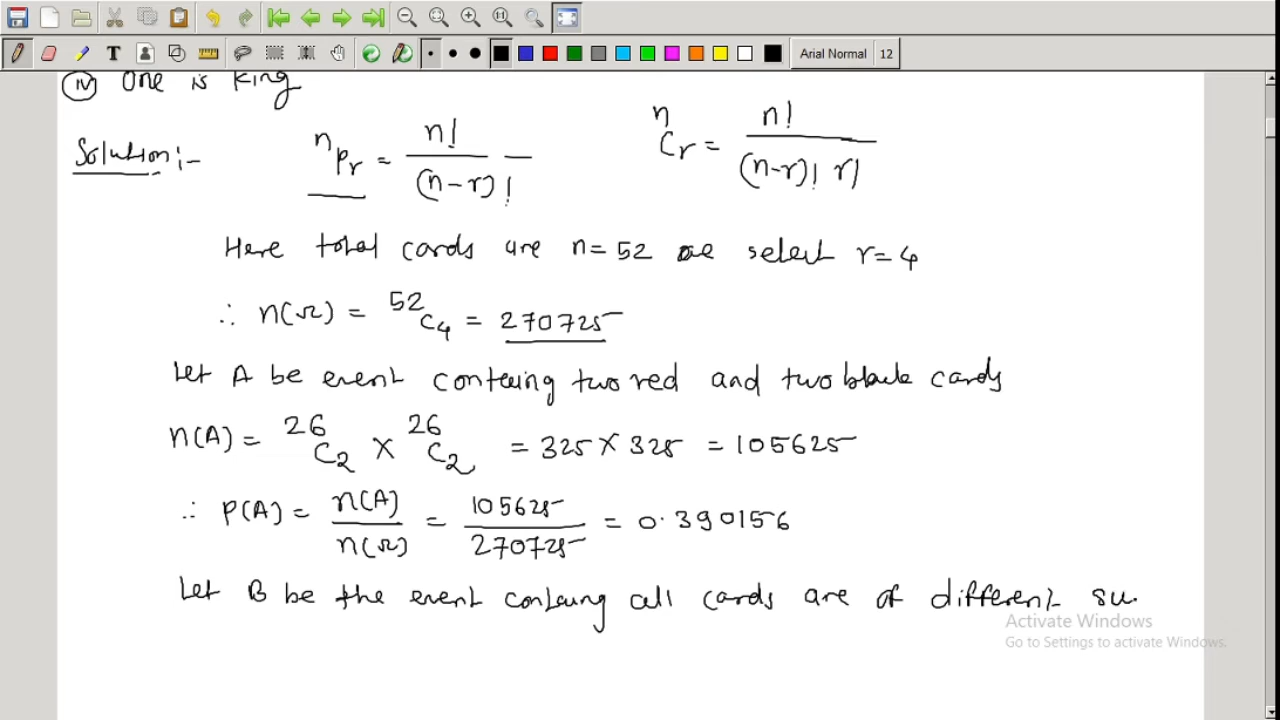 Arial Normal 12
(iv) One is King
Solution :- nPr = n! / (n-r)! nCr = n! / (n-r)! r!
Here total cards are n = 52 we select r = 4
∴ n(Ω) = 52C4 = 270725
Let A be event contaiing two red and two black cards
n(A) = 26C2 × 26C2 = 325 × 325 = 105625
∴ P(A) = n(A) / n(Ω) = 105625 / 270725 = 0.390156
Let B be the event contaiing all cards are of different su
Activate Windows
Go to Settings to activate Windows.